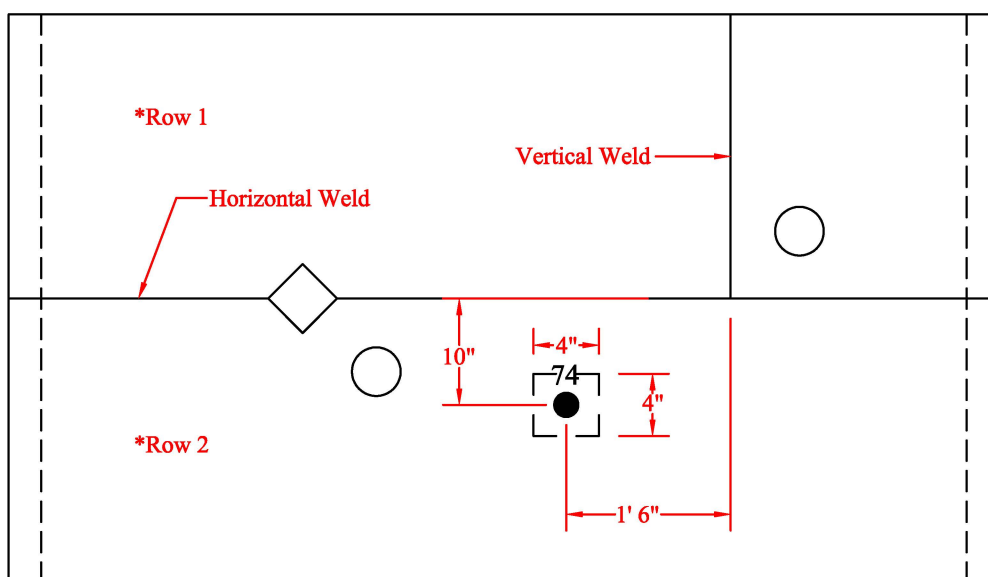 *Row 1
Vertical Weld
Horizontal Weld
10"
4"
74
4"
*Row 2
1' 6"